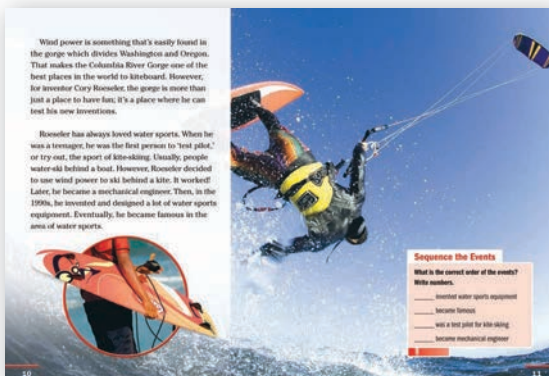 Wind power is something that's easily found in
the gorge which divides Washington and Oregon.
That makes the Columbia River Gorge one of the
best places in the world to kiteboard. However,
for inventor Cory Roeseler, the gorge is more than
just a place to have fun; it's a place where he can
test his new inventions.
Roeseler has always loved water sports. When he
was a teenager, he was the first person to 'test pilot,'
or try out, the sport of kite-skiing. Usually, people
water-ski behind a boat. However, Roeseler decided
to use wind power to ski behind a kite. It worked!
Later, he became a mechanical engineer. Then, in the
1990s, he invented and designed a lot of water sports
equipment. Eventually, he became famous in the
area of water sports.
Sequence the Events
What is the correct order of the events?
Write numbers.
______ invented water sports equipment
______ became famous
______ was a test pilot for kite-skiing
______ became mechanical engineer
10
11